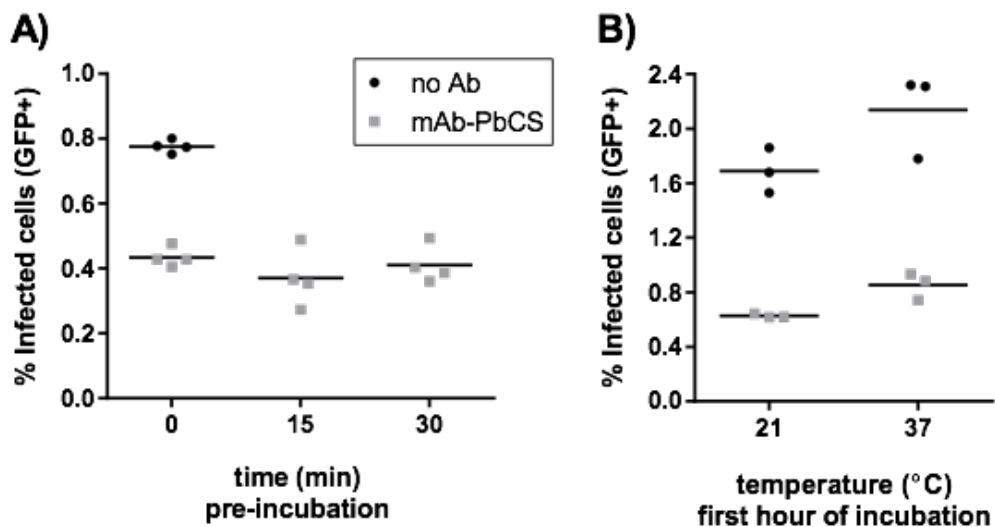 A)
% Infected cells (GFP+)
1.0
0.8
0.6
0.4
0.2
0.0
0 15 30
time (min)
pre-incubation
no Ab
mAb-PbCS
B)
% Infected cells (GFP+)
2.4
2.0
1.6
1.2
0.8
0.4
0.0
21 37
temperature (°C)
first hour of incubation